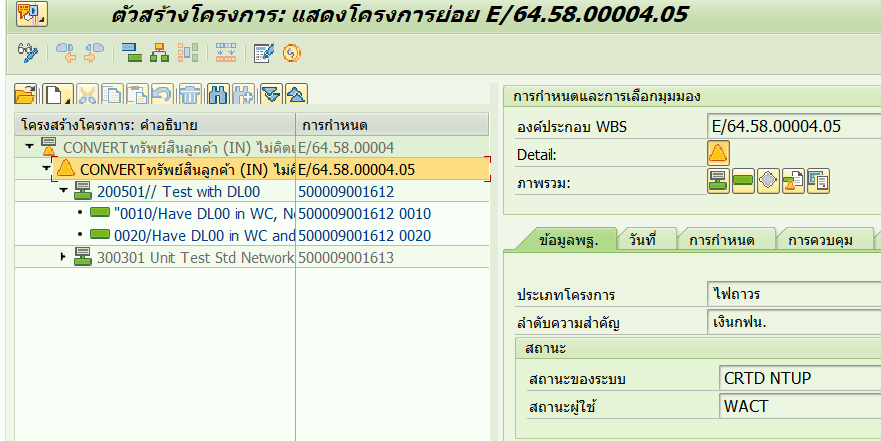 ตัวสร้างโครงการ: แสดงโครงการย่อย E/64.58.00004.05
โครงสร้างโครงการ: คำอธิบาย การกำหนด
CONVERTทรัพย์สินลูกค้า (IN) ไม่คิด E/64.58.00004
CONVERTทรัพย์สินลูกค้า (IN) ไม่คิ E/64.58.00004.05
200501// Test with DL00 500009001612
"0010/Have DL00 in WC, N 500009001612 0010
0020/Have DL00 in WC and 500009001612 0020
300301 Unit Test Std Network 500009001613
การกำหนดและการเลือกมุมมอง
องค์ประกอบ WBS E/64.58.00004.05
Detail:
ภาพรวม:
ข้อมูลพฐ. วันที่ การกำหนด การควบคุม
ประเภทโครงการ ไฟถาวร
ลำดับความสำคัญ เงินกฟน.
สถานะ
สถานะของระบบ CRTD NTUP
สถานะผู้ใช้ WACT